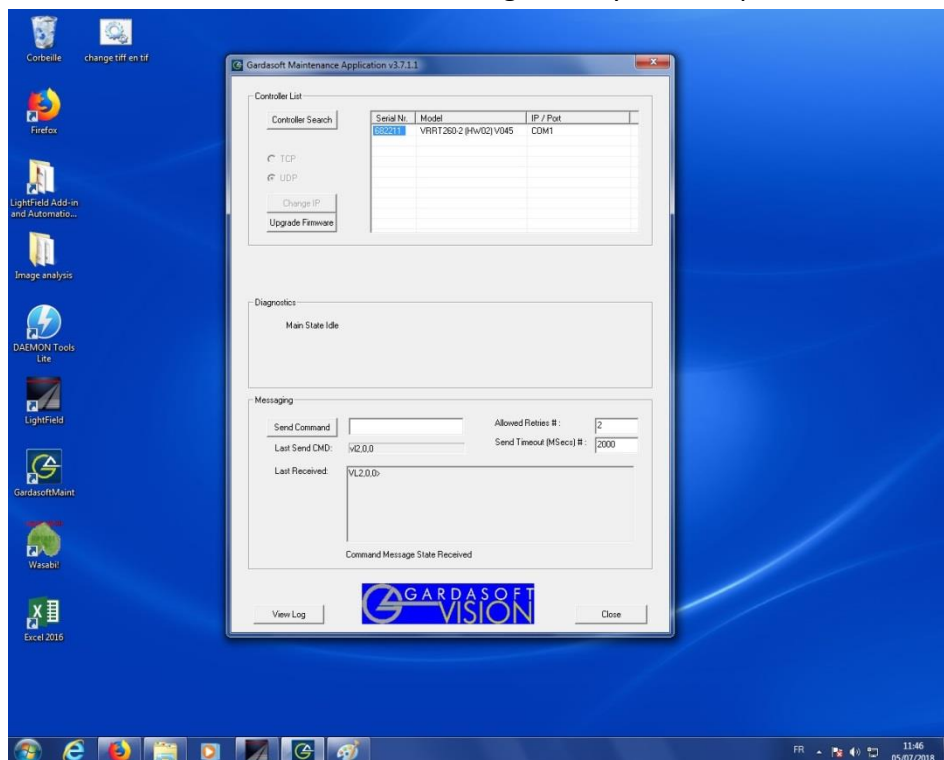 Corbeille
change tiff en tif
Firefox
LightField Add-in
and Automatio...
Image analysis
DAEMON Tools
Lite
LightField
GardasoftMaint
Wasabi!
Excel 2016
Gardasoft Maintenance Application v3.7.1.1
Controller List
Controller Search
Serial Nr. Model IP / Port
682211 VRRT260-2 (HW02) V045 COM1
TCP
UDP
Change IP
Upgrade Firmware
Diagnostics
Main State Idle
Messaging
Send Command
Allowed Retries # : 2
Last Send CMD: vl2,0,0
Send Timeout (MSecs) # : 2000
Last Received: VL2,0,0>
Command Message State Received
View Log
GARDASOFT
VISION
Close
FR
11:46
05/07/2018